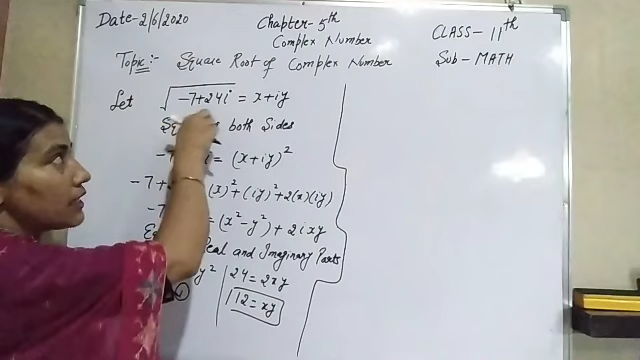 Date-2/6/2020
Chapter-5th
Complex Number
CLASS-11th
Sub-MATH
Topic:- Square Root of Complex Number
Let √-7+24i = x+iy
both Sides
= (x+iy)²
-7+ (x)²+(iy)²+2(x)(iy)
= (x²-y²) + 2ixy
Real and Imaginary Parts
y² | 24=2xy
12=xy